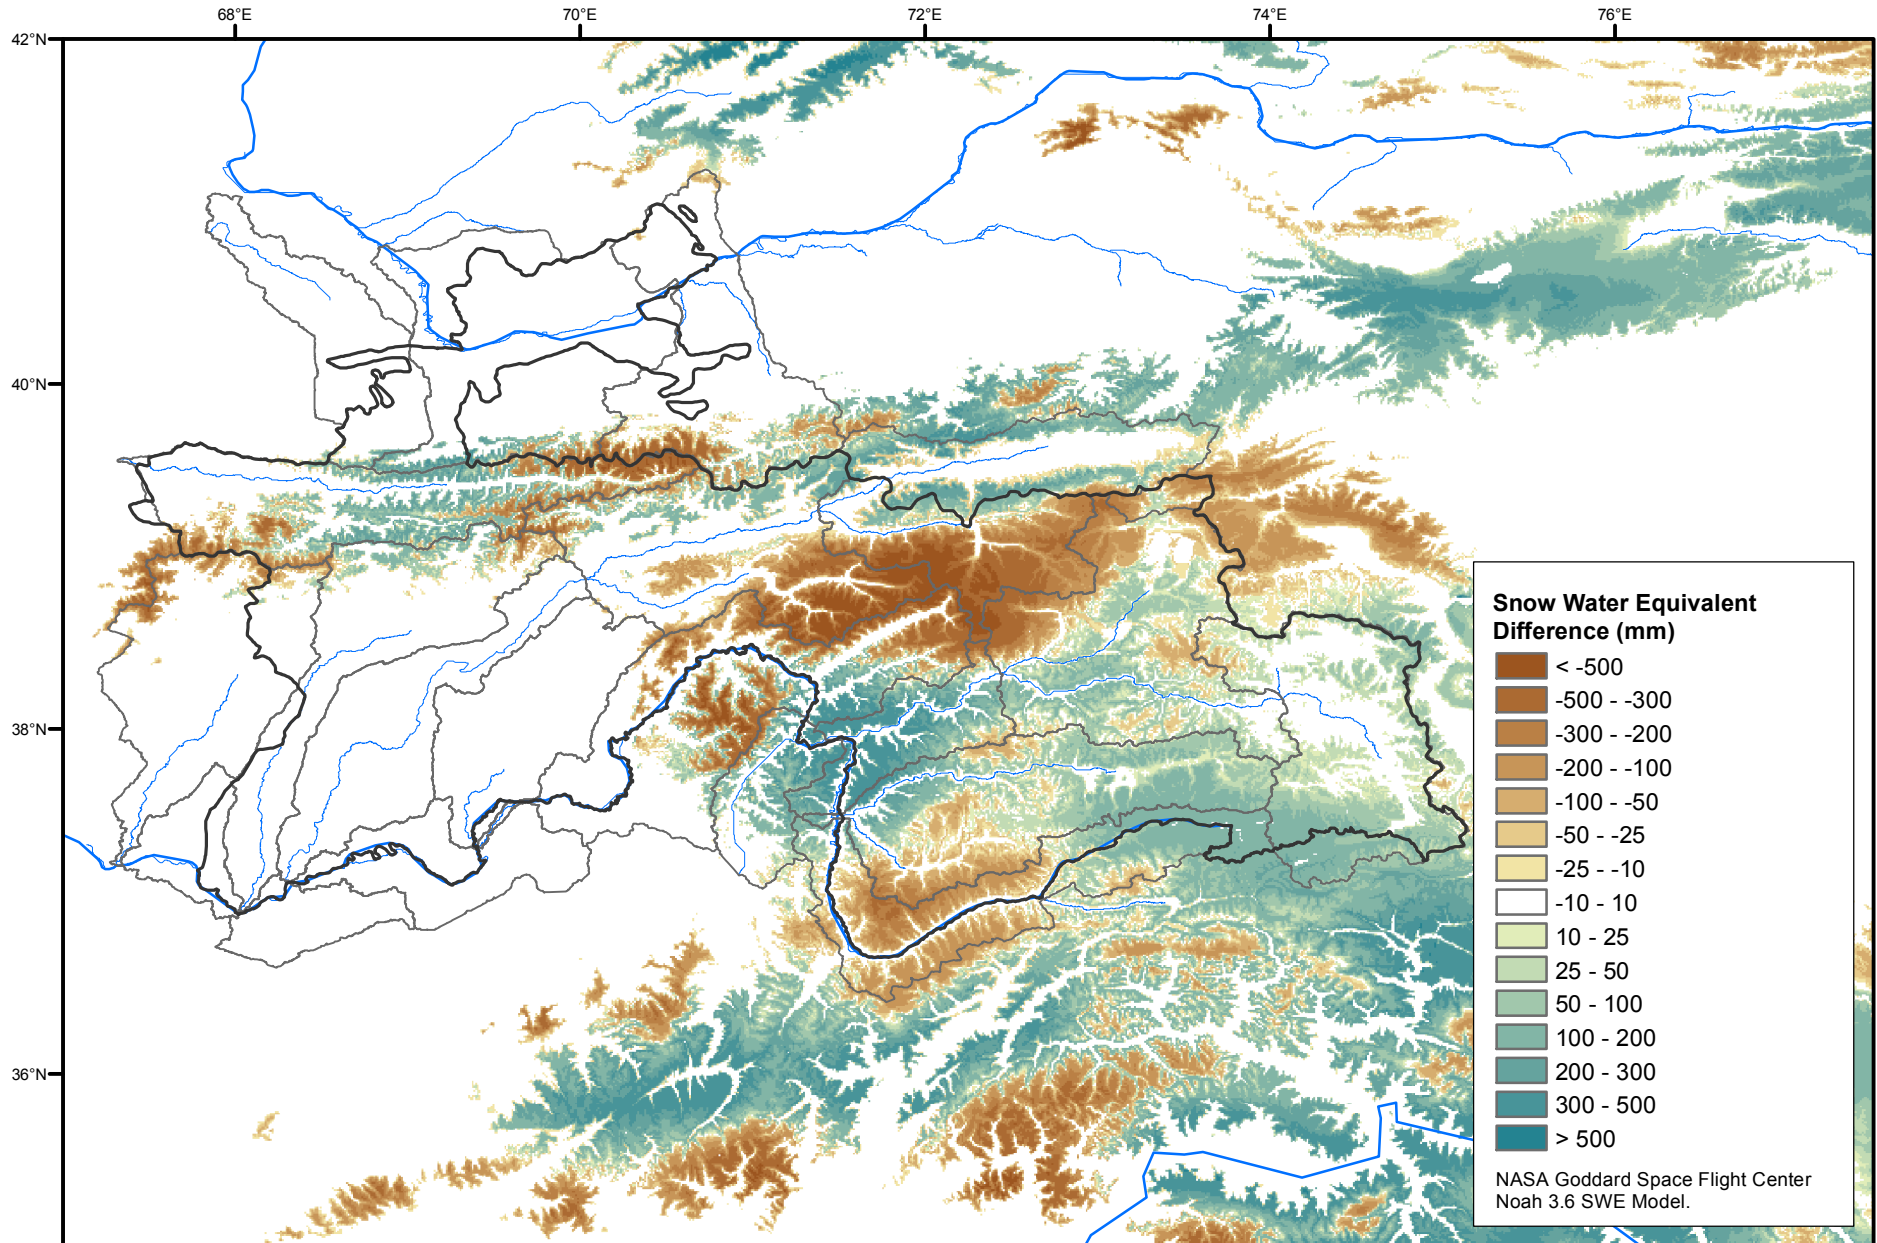 68°E
70°E
72°E
74°E
76°E
42°N
40°N
38°N
36°N
Snow Water Equivalent
Difference (mm)
< -500
-500 - -300
-300 - -200
-200 - -100
-100 - -50
-50 - -25
-25 - -10
-10 - 10
10 - 25
25 - 50
50 - 100
100 - 200
200 - 300
300 - 500
> 500
NASA Goddard Space Flight Center
Noah 3.6 SWE Model.